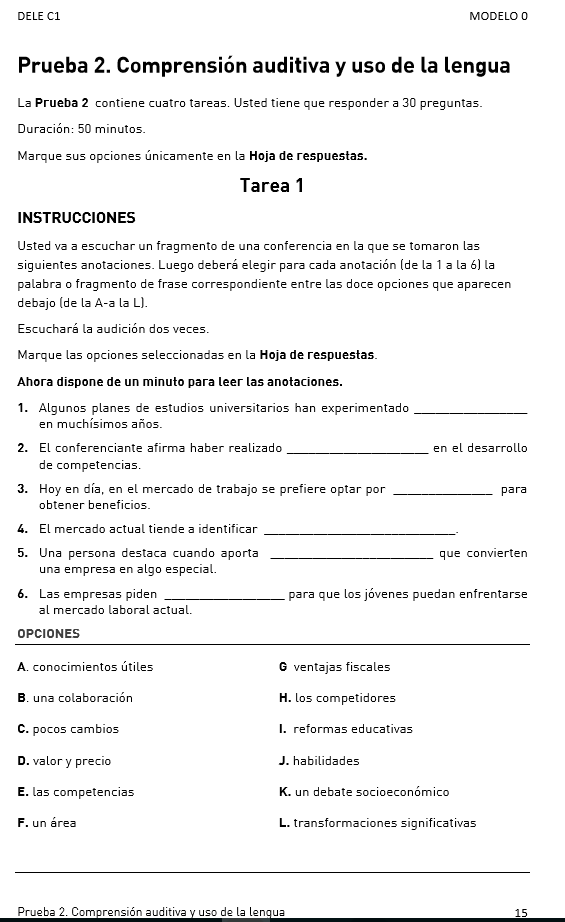 DELE C1 MODELO 0
Prueba 2. Comprensión auditiva y uso de la lengua
La Prueba 2 contiene cuatro tareas. Usted tiene que responder a 30 preguntas.
Duración: 50 minutos.
Marque sus opciones únicamente en la Hoja de respuestas.
Tarea 1
INSTRUCCIONES
Usted va a escuchar un fragmento de una conferencia en la que se tomaron las
siguientes anotaciones. Luego deberá elegir para cada anotación (de la 1 a la 6) la
palabra o fragmento de frase correspondiente entre las doce opciones que aparecen
debajo (de la A-a la L).
Escuchará la audición dos veces.
Marque las opciones seleccionadas en la Hoja de respuestas.
Ahora dispone de un minuto para leer las anotaciones.
1. Algunos planes de estudios universitarios han experimentado ________________
en muchísimos años.
2. El conferenciante afirma haber realizado ____________________ en el desarrollo
de competencias.
3. Hoy en día, en el mercado de trabajo se prefiere optar por ______________ para
obtener beneficios.
4. El mercado actual tiende a identificar ___________________________.
5. Una persona destaca cuando aporta _______________________ que convierten
una empresa en algo especial.
6. Las empresas piden _________________ para que los jóvenes puedan enfrentarse
al mercado laboral actual.
OPCIONES
A. conocimientos útiles G ventajas fiscales
B. una colaboración H. los competidores
C. pocos cambios I. reformas educativas
D. valor y precio J. habilidades
E. las competencias K. un debate socioeconómico
F. un área L. transformaciones significativas
Prueba 2. Comprensión auditiva y uso de la lengua 15